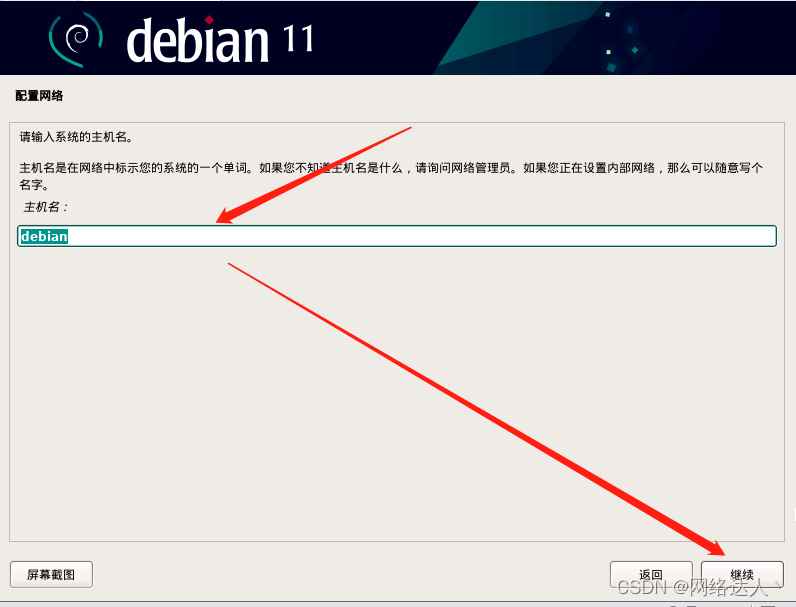 debian 11
配置网络
请输入系统的主机名。
主机名是在网络中标示您的系统的一个单词。如果您不知道主机名是什么，请询问网络管理员。如果您正在设置内部网络，那么可以随意写个
名字。
主机名：
debian
屏幕截图
返回
继续
CSDN @网络达人丶